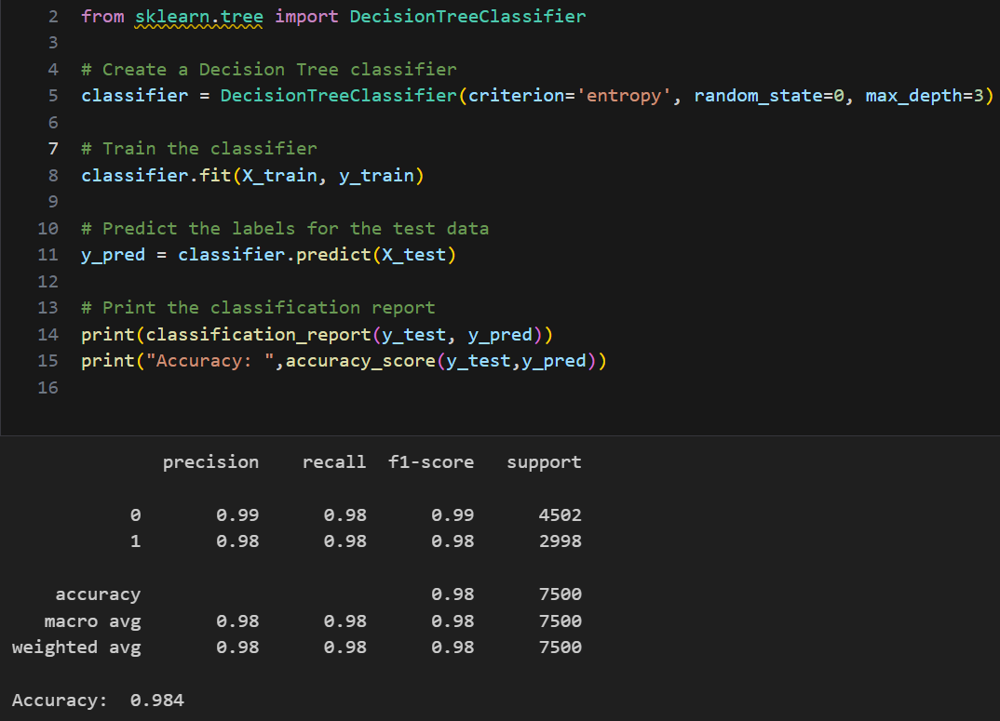 2 from sklearn.tree import DecisionTreeClassifier
3
4 # Create a Decision Tree classifier
5 classifier = DecisionTreeClassifier(criterion='entropy', random_state=0, max_depth=3)
6
7 # Train the classifier
8 classifier.fit(X_train, y_train)
9
10 # Predict the labels for the test data
11 y_pred = classifier.predict(X_test)
12
13 # Print the classification report
14 print(classification_report(y_test, y_pred))
15 print("Accuracy: ",accuracy_score(y_test,y_pred))
16
precision recall f1-score support
0 0.99 0.98 0.99 4502
1 0.98 0.98 0.98 2998
accuracy 0.98 7500
macro avg 0.98 0.98 0.98 7500
weighted avg 0.98 0.98 0.98 7500
Accuracy: 0.984